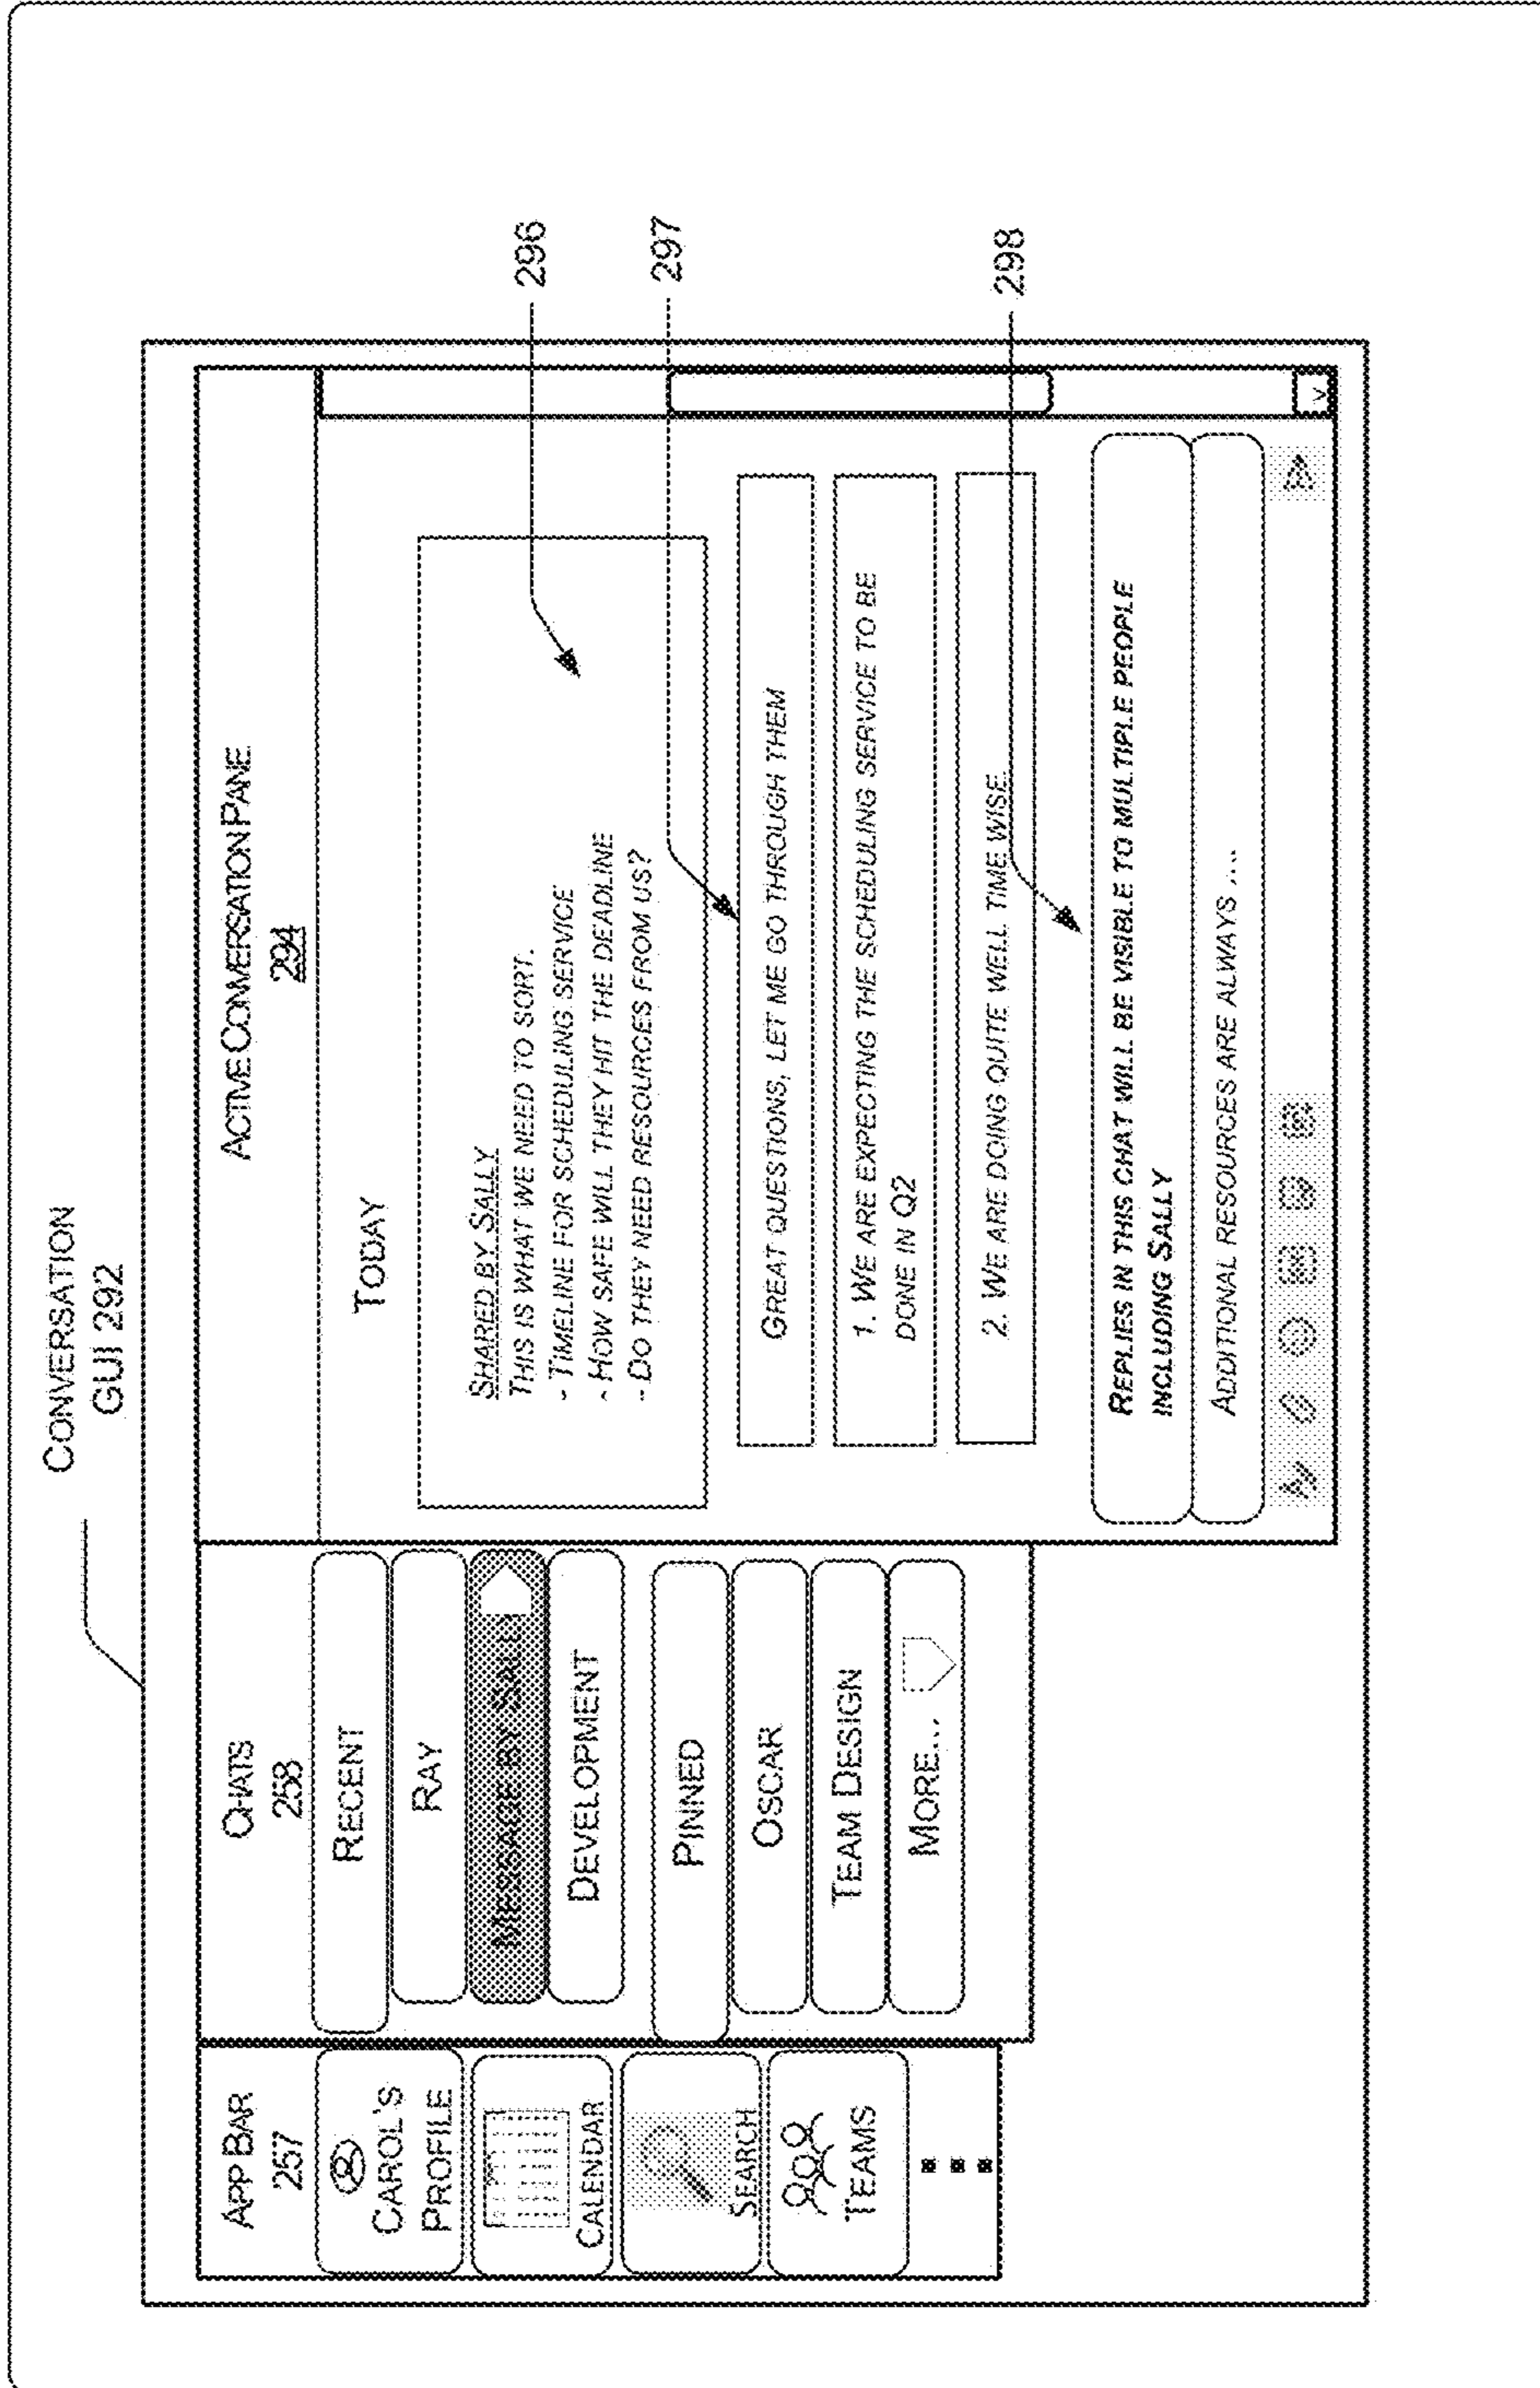 CONVERSATION
GUI 292
APP BAR
257
CAROL'S
PROFILE
CALENDAR
SEARCH
TEAMS
CHATS
258
RECENT
RAY
MESSAGE BY SALLY
DEVELOPMENT
PINNED
OSCAR
TEAM DESIGN
MORE...
ACTIVE CONVERSATION PANE
294
TODAY
SHARED BY SALLY
THIS IS WHAT WE NEED TO SORT.
- TIMELINE FOR SCHEDULING SERVICE
- HOW SAFE WILL THEY HIT THE DEADLINE
- DO THEY NEED RESOURCES FROM US?
GREAT QUESTIONS, LET ME GO THROUGH THEM
1. WE ARE EXPECTING THE SCHEDULING SERVICE TO BE
DONE IN Q2
2. WE ARE DOING QUITE WELL TIME WISE.
REPLIES IN THIS CHAT WILL BE VISIBLE TO MULTIPLE PEOPLE
INCLUDING SALLY
ADDITIONAL RESOURCES ARE ALWAYS ....
296
297
298